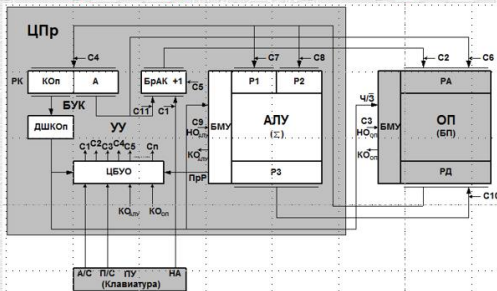 ЦПр
С4
С7 С8
С2 С6
РК КОп А БрАК +1 Р1 Р2 РА
С5
БУК С11 С1
Ч/З
УУ
ДШКОп
С1 С2 С3 С4 С5 Сп
БМУ АЛУ (Σ)
С9
НОАЛУ
КОАЛУ
С3
НООП
КООП
БМУ ОП (БП)
ЦБУО ПрР Р3 РД
КОАЛУ КООП
С10
А/С П/С ПУ НА
(Клавиатура)